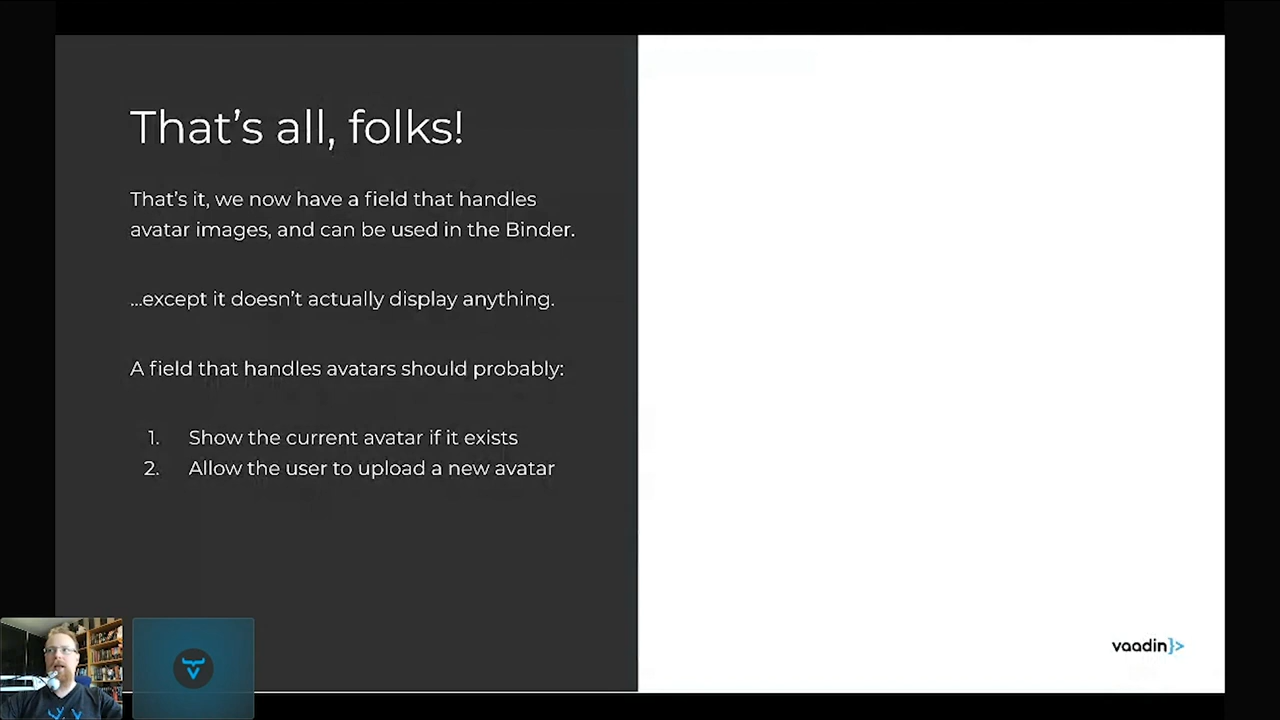 That's all, folks!
That's it, we now have a field that handles
avatar images, and can be used in the Binder.
...except it doesn't actually display anything.
A field that handles avatars should probably:
1. Show the current avatar if it exists
2. Allow the user to upload a new avatar
vaadin}>